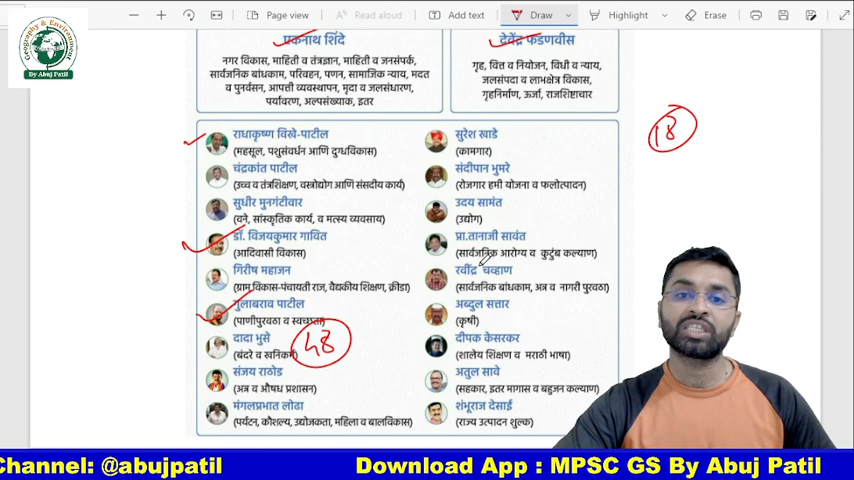 Page view
Read aloud
Add text
Draw
Highlight
Erase
Geography & Environment
By Abuj Patil
एकनाथ शिंदे
नगर विकास, माहिती व तंत्रज्ञान, माहिती व जनसंपर्क,
सार्वजनिक बांधकाम, परिवहन, पणन, सामाजिक न्याय, मदत
व पुनर्वसन, आपत्ती व्यवस्थापन, मृदा व जलसंधारण,
पर्यावरण, अल्पसंख्याक, इतर
देवेंद्र फडणवीस
गृह, वित्त व नियोजन, विधी व न्याय,
जलसंपदा व लाभक्षेत्र विकास,
गृहनिर्माण, ऊर्जा, राजशिष्टाचार
राधाकृष्ण विखे-पाटील
(महसूल, पशुसंवर्धन आणि दुग्धविकास)
चंद्रकांत पाटील
(उच्च व तंत्रशिक्षण, वस्त्रोद्योग आणि संसदीय कार्य)
सुधीर मुनगंटीवार
(वने, सांस्कृतिक कार्य, व मत्स्य व्यवसाय)
डॉ. विजयकुमार गावित
(आदिवासी विकास)
गिरीष महाजन
(ग्राम विकास-पंचायती राज, वैद्यकीय शिक्षण, क्रीडा)
गुलाबराव पाटील
(पाणीपुरवठा व स्वच्छता)
दादा भुसे
(बंदरे व खनिकर्म)
संजय राठोड
(अन्न व औषध प्रशासन)
मंगलप्रभात लोढा
(पर्यटन, कौशल्य, उद्योजकता, महिला व बालविकास)
सुरेश खाडे
(कामगार)
संदीपान भुमरे
(रोजगार हमी योजना व फलोत्पादन)
उदय सामंत
(उद्योग)
प्रा.तानाजी सावंत
(सार्वजनिक आरोग्य व कुटुंब कल्याण)
रवींद्र चव्हाण
(सार्वजनिक बांधकाम, अन्न व नागरी पुरवठा)
अब्दुल सत्तार
(कृषी)
दीपक केसरकर
(शालेय शिक्षण व मराठी भाषा)
अतुल सावे
(सहकार, इतर मागास व बहुजन कल्याण)
शंभूराज देसाई
(राज्य उत्पादन शुल्क)
18
48
Channel: @abujpatil
Download App : MPSC GS By Abuj Patil